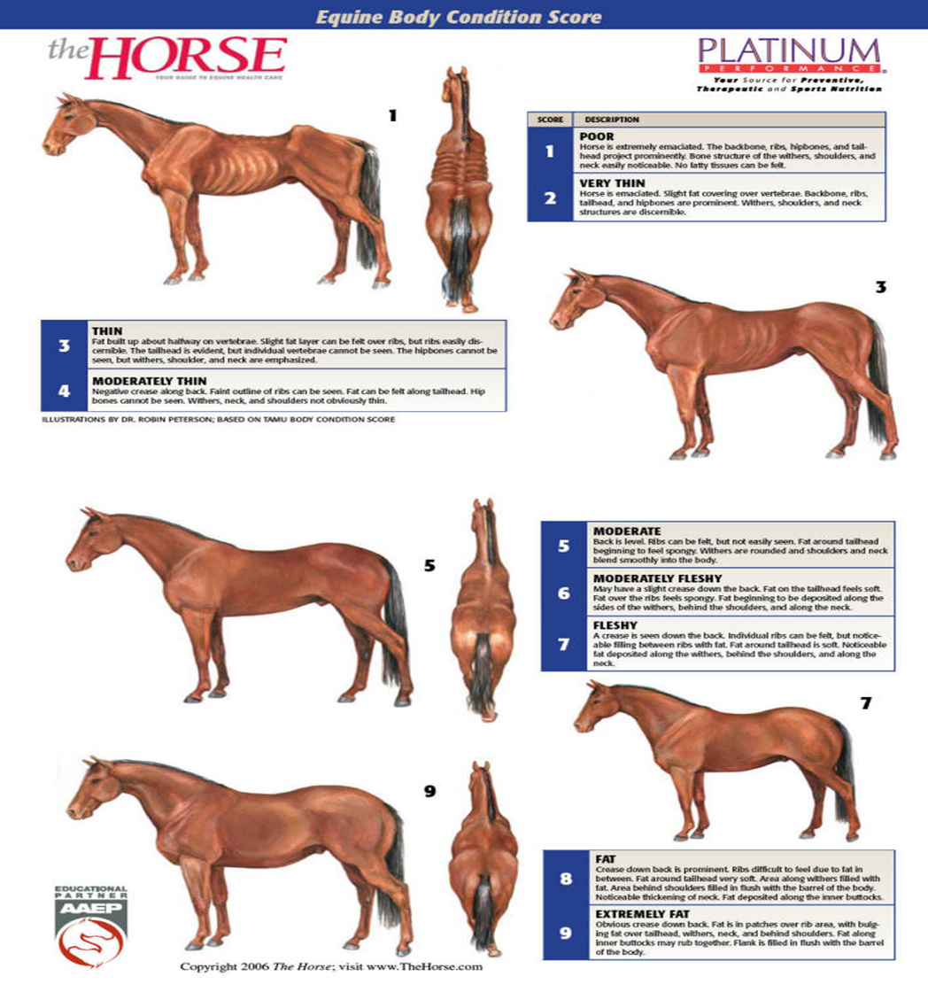 Equine Body Condition Score
the HORSE
YOUR GUIDE TO EQUINE HEALTH CARE
PLATINUM
PERFORMANCE®
Your Source for Preventive,
Therapeutic and Sports Nutrition
1
SCORE DESCRIPTION
1
POOR
Horse is extremely emaciated. The backbone, ribs, hipbones, and tail-
head project prominently. Bone structure of the withers, shoulders, and
neck easily noticeable. No fatty tissues can be felt.
2
VERY THIN
Horse is emaciated. Slight fat covering over vertebrae. Backbone, ribs,
tailhead, and hipbones are prominent. Withers, shoulders, and neck
structures are discernible.
3
3
THIN
Fat built up about halfway on vertebrae. Slight fat layer can be felt over ribs, but ribs easily dis-
cernible. The tailhead is evident, but individual vertebrae cannot be seen. The hipbones cannot be
seen, but withers, shoulder, and neck are emphasized.
4
MODERATELY THIN
Negative crease along back. Faint outline of ribs can be seen. Fat can be felt along tailhead. Hip
bones cannot be seen. Withers, neck, and shoulders not obviously thin.
ILLUSTRATIONS BY DR. ROBIN PETERSON; BASED ON TAMU BODY CONDITION SCORE
5
5
MODERATE
Back is level. Ribs can be felt, but not easily seen. Fat around tailhead
beginning to feel spongy. Withers are rounded and shoulders and neck
blend smoothly into the body.
6
MODERATELY FLESHY
May have a slight crease down the back. Fat on the tailhead feels soft.
Fat over the ribs feels spongy. Fat beginning to be deposited along the
sides of the withers, behind the shoulders, and along the neck.
7
FLESHY
A crease is seen down the back. Individual ribs can be felt, but notice-
able filling between ribs with fat. Fat around tailhead is soft. Noticeable
fat deposited along the withers, behind the shoulders, and along the
neck.
7
9
8
FAT
Crease down back is prominent. Ribs difficult to feel due to fat in
between. Fat around tailhead very soft. Area along withers filled with
fat. Area behind shoulders filled in flush with the barrel of the body.
Noticeable thickening of neck. Fat deposited along the inner buttocks.
9
EXTREMELY FAT
Obvious crease down back. Fat is in patches over rib area, with bulg-
ing fat over tailhead, withers, neck, and behind shoulders. Fat along
inner buttocks may rub together. Flank is filled in flush with the barrel
of the body.
EDUCATIONAL
PARTNER
AAEP
Copyright 2006 The Horse; visit www.TheHorse.com